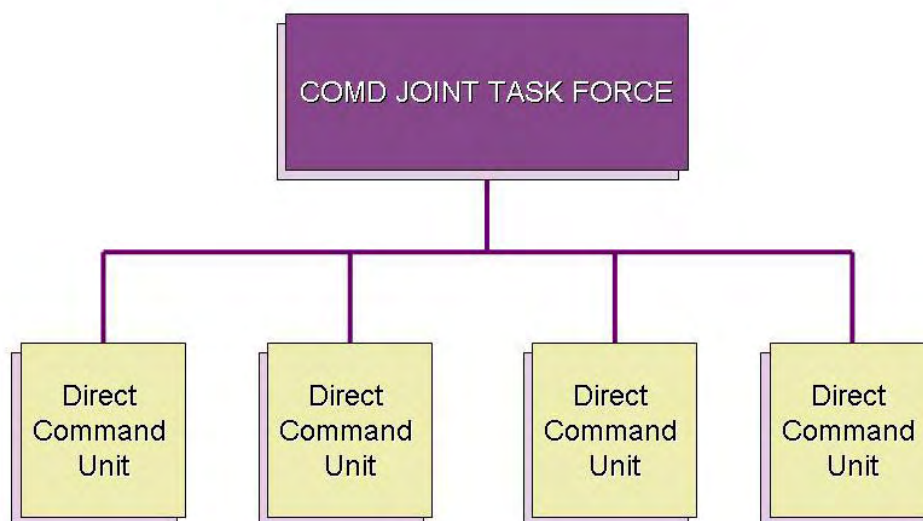 COMD JOINT TASK FORCE
Direct
Command
Unit
Direct
Command
Unit
Direct
Command
Unit
Direct
Command
Unit